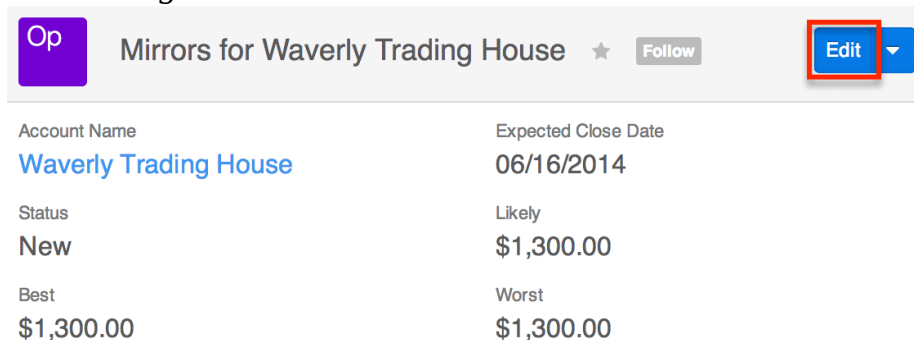 Op
Mirrors for Waverly Trading House ★ Follow Edit
Account Name Expected Close Date
Waverly Trading House 06/16/2014
Status Likely
New $1,300.00
Best Worst
$1,300.00 $1,300.00